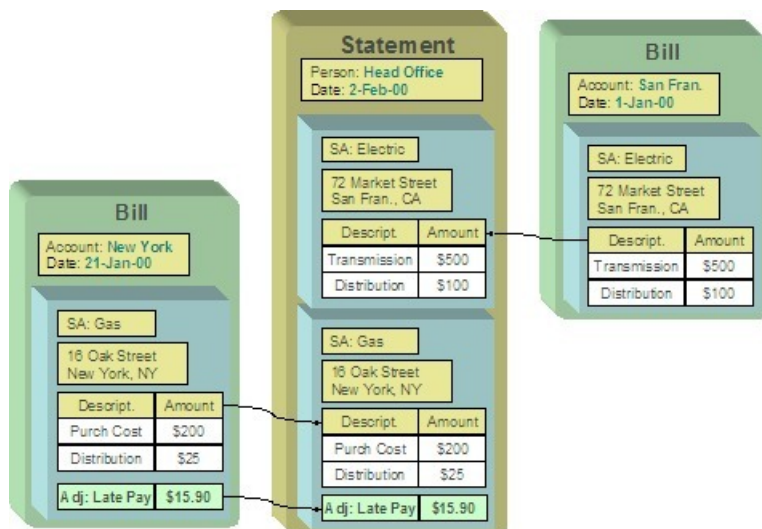 Bill
Account: New York
Date: 21-Jan-00
SA: Gas
16 Oak Street
New York, NY
Descript. Amount
Purch Cost $200
Distribution $25
Adj: Late Pay $15.90
Statement
Person: Head Office
Date: 2-Feb-00
SA: Electric
72 Market Street
San Fran., CA
Descript. Amount
Transmission $500
Distribution $100
SA: Gas
16 Oak Street
New York, NY
Descript. Amount
Purch Cost $200
Distribution $25
Adj: Late Pay $15.90
Bill
Account: San Fran.
Date: 1-Jan-00
SA: Electric
72 Market Street
San Fran., CA
Descript. Amount
Transmission $500
Distribution $100